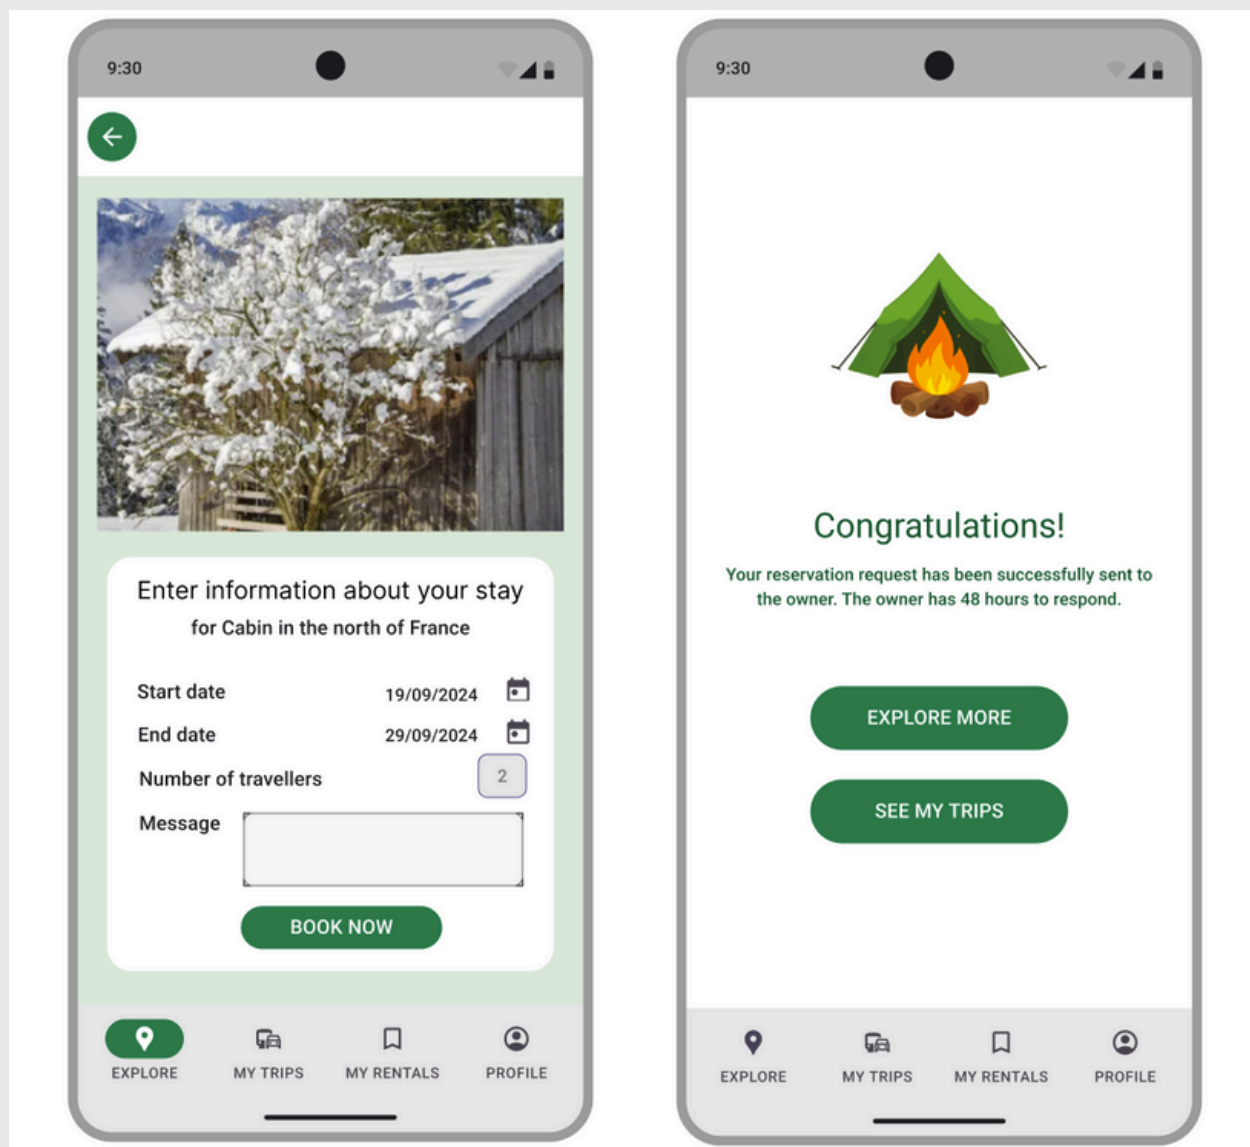 9:30
Enter information about your stay
for Cabin in the north of France
Start date 19/09/2024
End date 29/09/2024
Number of travellers 2
Message
BOOK NOW
EXPLORE MY TRIPS MY RENTALS PROFILE
9:30
Congratulations!
Your reservation request has been successfully sent to
the owner. The owner has 48 hours to respond.
EXPLORE MORE
SEE MY TRIPS
EXPLORE MY TRIPS MY RENTALS PROFILE